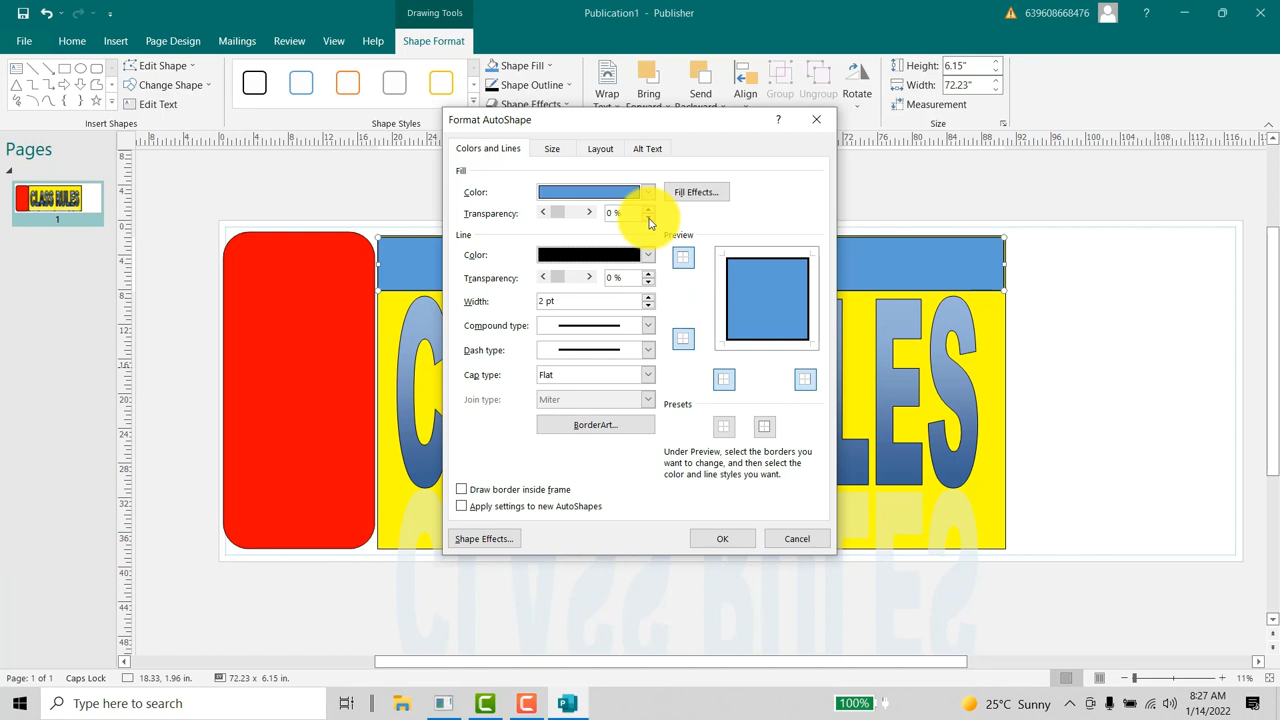 Drawing Tools
Publication1 - Publisher
639608668476
?
File Home Insert Page Design Mailings Review View Help Shape Format
Edit Shape
Change Shape
Edit Text
Insert Shapes
Shape Styles
Shape Fill
Shape Outline
Shape Effects
Wrap Text
Bring Forward
Send Backward
Align
Group
Ungroup
Rotate
Height: 6.15"
Width: 72.23"
Measurement
Size
Pages
CLASS RULES
1
Format AutoShape
?
Colors and Lines
Size
Layout
Alt Text
Fill
Color:
Fill Effects...
Transparency: 0 %
Line
Preview
Color:
Transparency: 0 %
Width: 2 pt
Compound type:
Dash type:
Cap type: Flat
Join type: Miter
BorderArt...
Presets
Under Preview, select the borders you
want to change, and then select the
color and line styles you want.
Draw border inside frame
Apply settings to new AutoShapes
Shape Effects...
OK
Cancel
Page: 1 of 1
Caps Lock
18.33, 1.96 in.
72.23 x 6.15 in.
11%
Type here to search
100%
25°C Sunny
8:27 AM
1/14/2022